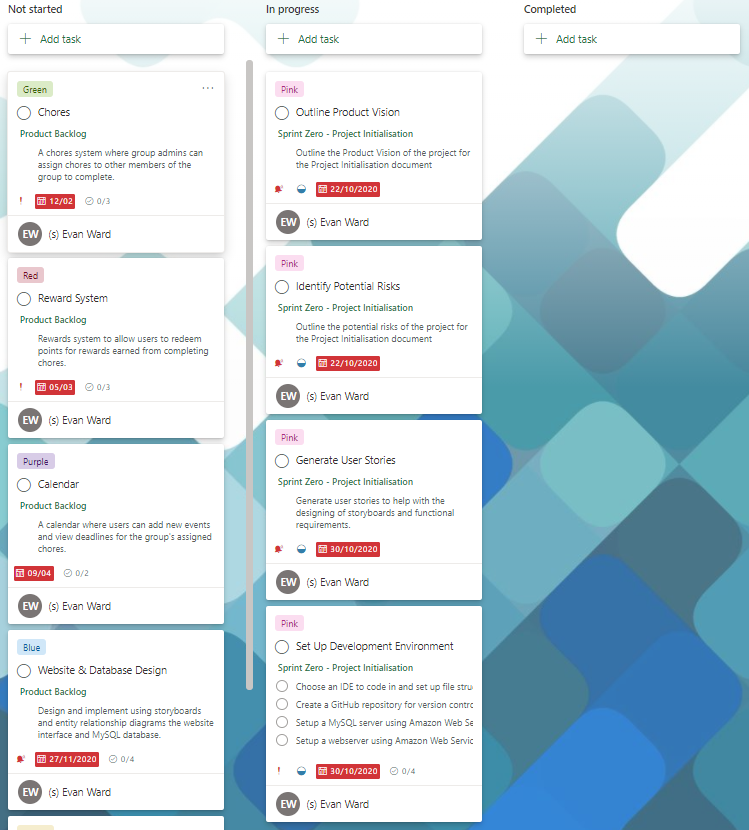 Not started
Add task
Green
Chores
Product Backlog
A chores system where group admins can
assign chores to other members of the
group to complete.
12/02
0/3
EW
(s) Evan Ward
Red
Reward System
Product Backlog
Rewards system to allow users to redeem
points for rewards earned from completing
chores.
05/03
0/3
EW
(s) Evan Ward
Purple
Calendar
Product Backlog
A calendar where users can add new events
and view deadlines for the group's assigned
chores.
09/04
0/2
EW
(s) Evan Ward
Blue
Website & Database Design
Product Backlog
Design and implement using storyboards
and entity relationship diagrams the website
interface and MySQL database.
27/11/2020
0/4
EW
(s) Evan Ward
In progress
Add task
Pink
Outline Product Vision
Sprint Zero - Project Initialisation
Outline the Product Vision of the project for
the Project Initialisation document
22/10/2020
EW
(s) Evan Ward
Pink
Identify Potential Risks
Sprint Zero - Project Initialisation
Outline the potential risks of the project for
the Project Initialisation document
22/10/2020
EW
(s) Evan Ward
Pink
Generate User Stories
Sprint Zero - Project Initialisation
Generate user stories to help with the
designing of storyboards and functional
requirements.
30/10/2020
EW
(s) Evan Ward
Pink
Set Up Development Environment
Sprint Zero - Project Initialisation
Choose an IDE to code in and set up file struc
Create a GitHub repository for version contro
Setup a MySQL server using Amazon Web Se
Setup a webserver using Amazon Web Servic
30/10/2020
0/4
EW
(s) Evan Ward
Completed
Add task